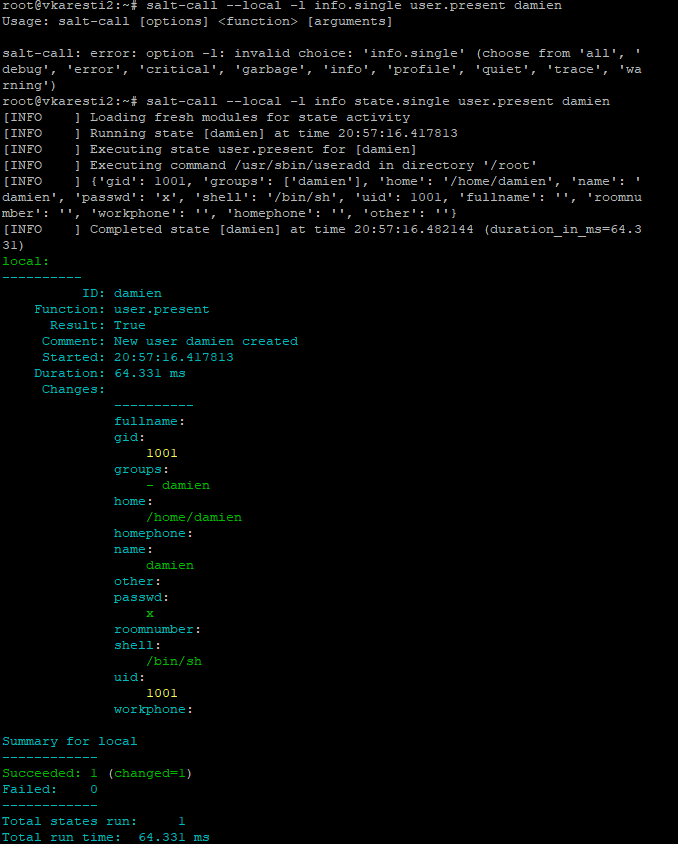 root@vkaresti2:~# salt-call --local -l info.single user.present damien
Usage: salt-call [options] <function> [arguments]
salt-call: error: option -l: invalid choice: 'info.single' (choose from 'all', '
debug', 'error', 'critical', 'garbage', 'info', 'profile', 'quiet', 'trace', 'wa
rning')
root@vkaresti2:~# salt-call --local -l info state.single user.present damien
[INFO    ] Loading fresh modules for state activity
[INFO    ] Running state [damien] at time 20:57:16.417813
[INFO    ] Executing state user.present for [damien]
[INFO    ] Executing command /usr/sbin/useradd in directory '/root'
[INFO    ] {'gid': 1001, 'groups': ['damien'], 'home': '/home/damien', 'name': '
damien', 'passwd': 'x', 'shell': '/bin/sh', 'uid': 1001, 'fullname': '', 'roomnu
mber': '', 'workphone': '', 'homephone': '', 'other': ''}
[INFO    ] Completed state [damien] at time 20:57:16.482144 (duration_in_ms=64.3
31)
local:
----------
          ID: damien
    Function: user.present
      Result: True
     Comment: New user damien created
     Started: 20:57:16.417813
    Duration: 64.331 ms
     Changes:
              ----------
              fullname:
              gid:
                  1001
              groups:
                  - damien
              home:
                  /home/damien
              homephone:
              name:
                  damien
              other:
              passwd:
                  x
              roomnumber:
              shell:
                  /bin/sh
              uid:
                  1001
              workphone:
Summary for local
------------
Succeeded: 1 (changed=1)
Failed:    0
------------
Total states run:     1
Total run time:  64.331 ms